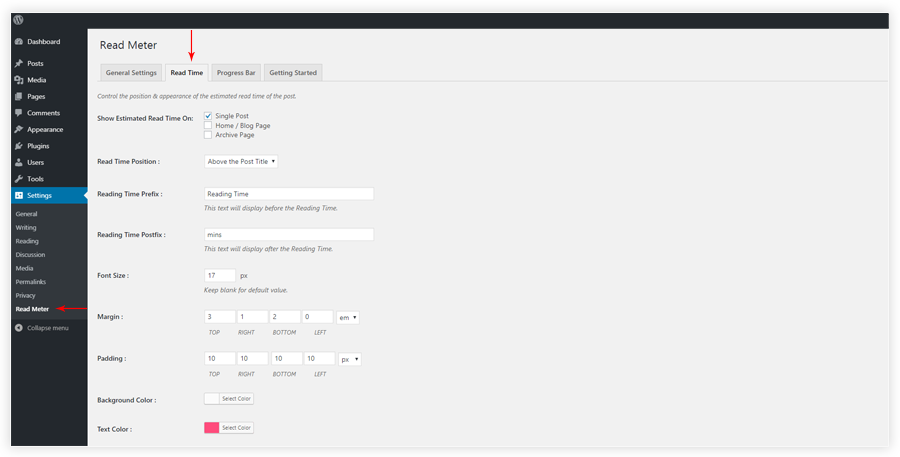 Dashboard
Posts
Media
Pages
Comments
Appearance
Plugins
Users
Tools
Settings
General
Writing
Reading
Discussion
Media
Permalinks
Privacy
Read Meter
Collapse menu
Read Meter
General Settings Read Time Progress Bar Getting Started
Control the position & appearance of the estimated read time of the post.
Show Estimated Read Time On: Single Post
Home / Blog Page
Archive Page
Read Time Position : Above the Post Title
Reading Time Prefix : Reading Time
This text will display before the Reading Time.
Reading Time Postfix : mins
This text will display after the Reading Time.
Font Size : 17 px
Keep blank for default value.
Margin : 3 1 2 0 em
TOP RIGHT BOTTOM LEFT
Padding : 10 10 10 10 px
TOP RIGHT BOTTOM LEFT
Background Color : Select Color
Text Color : Select Color